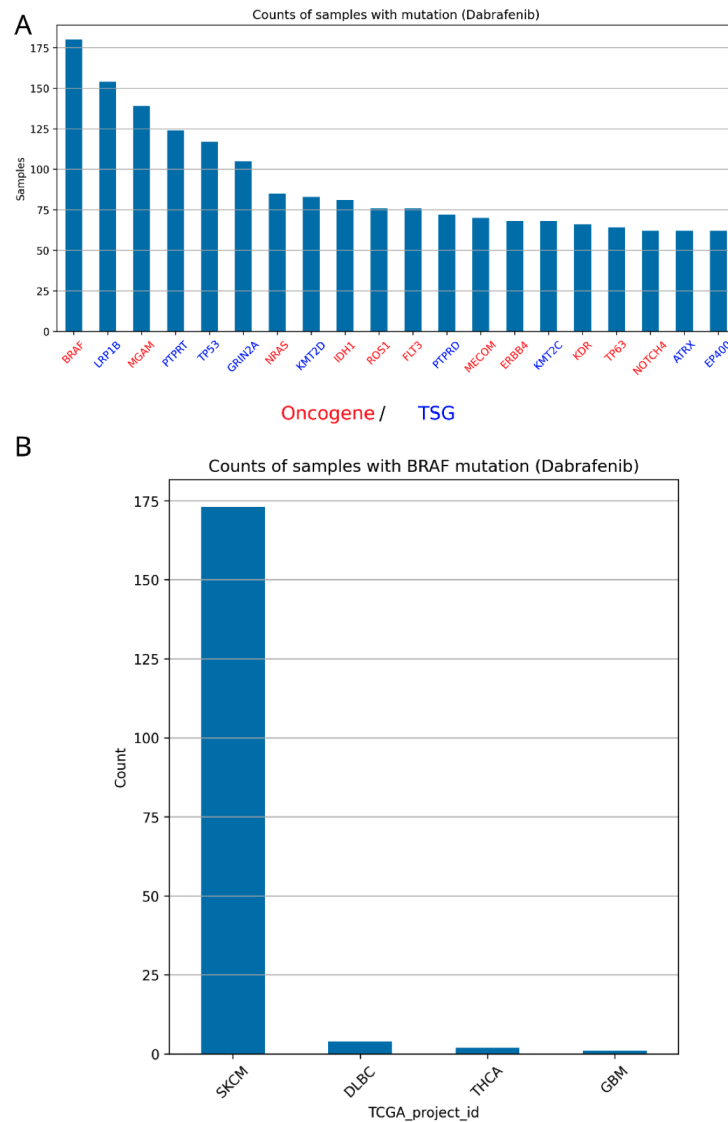 A
Counts of samples with mutation (Dabrafenib)
175
150
125
100
75
50
25
0
Samples
BRAF
LRP1B
MGAM
PTPRT
TP53
GRIN2A
NRAS
KMT2D
IDH1
ROS1
FLT3
PTPRD
MECOM
ERBB4
KMT2C
KDR
TP63
NOTCH4
ATRX
EP400
Oncogene / TSG
B
Counts of samples with BRAF mutation (Dabrafenib)
175
150
125
100
75
50
25
0
Count
SKCM
DLBC
THCA
GBM
TCGA_project_id